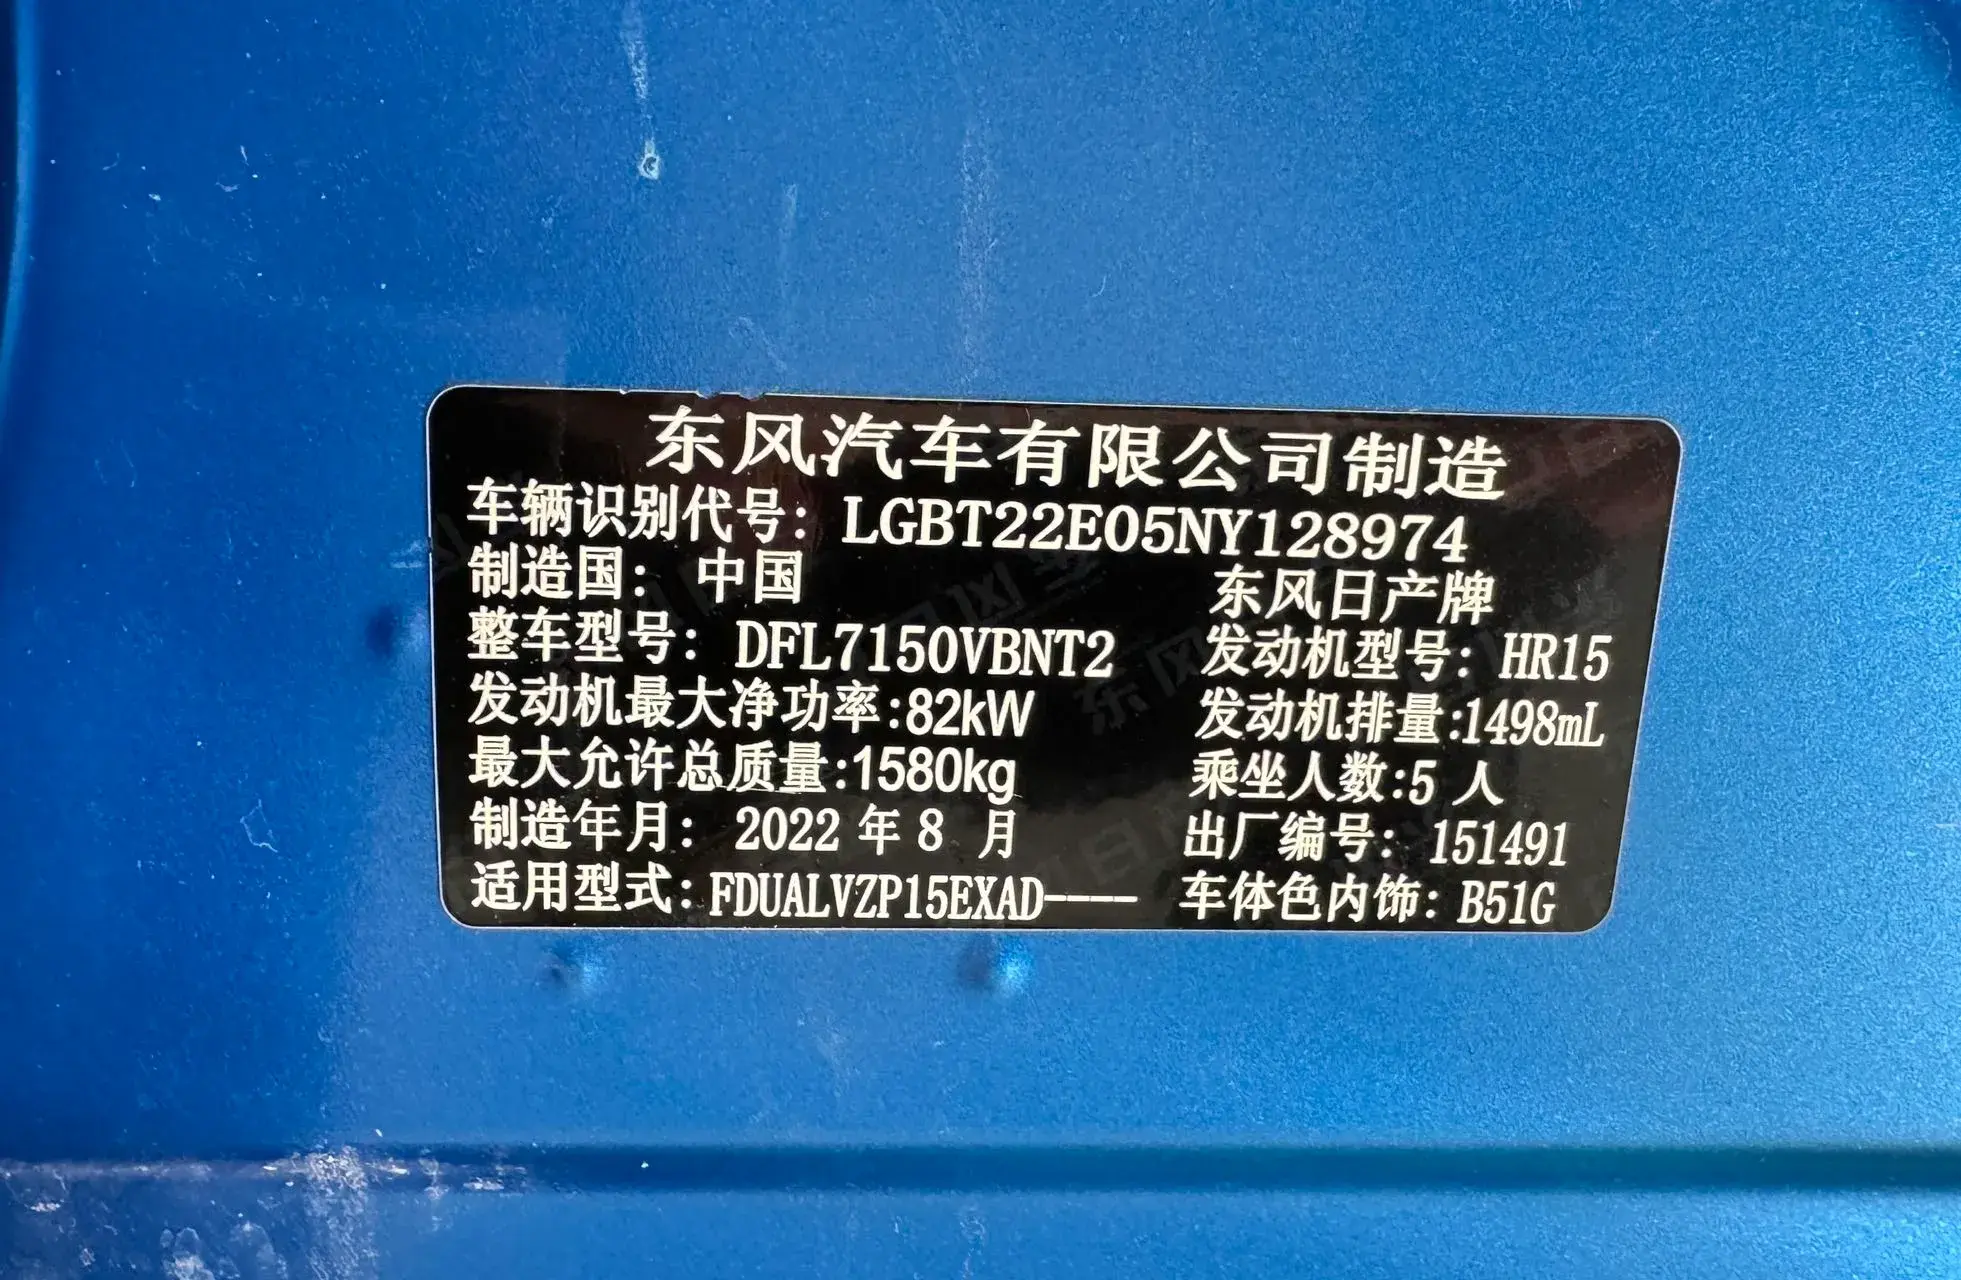 东风汽车有限公司制造
车辆识别代号: LGBT22E05NY128974
制造国: 中国 东风日产牌
整车型号: DFL7150VBNT2 发动机型号: HR15
发动机最大净功率:82kW 发动机排量:1498mL
最大允许总质量:1580kg 乘坐人数:5 人
制造年月: 2022 年 8 月 出厂编号: 151491
适用型式: FDUALVZP15EXAD---- 车体色内饰: B51G